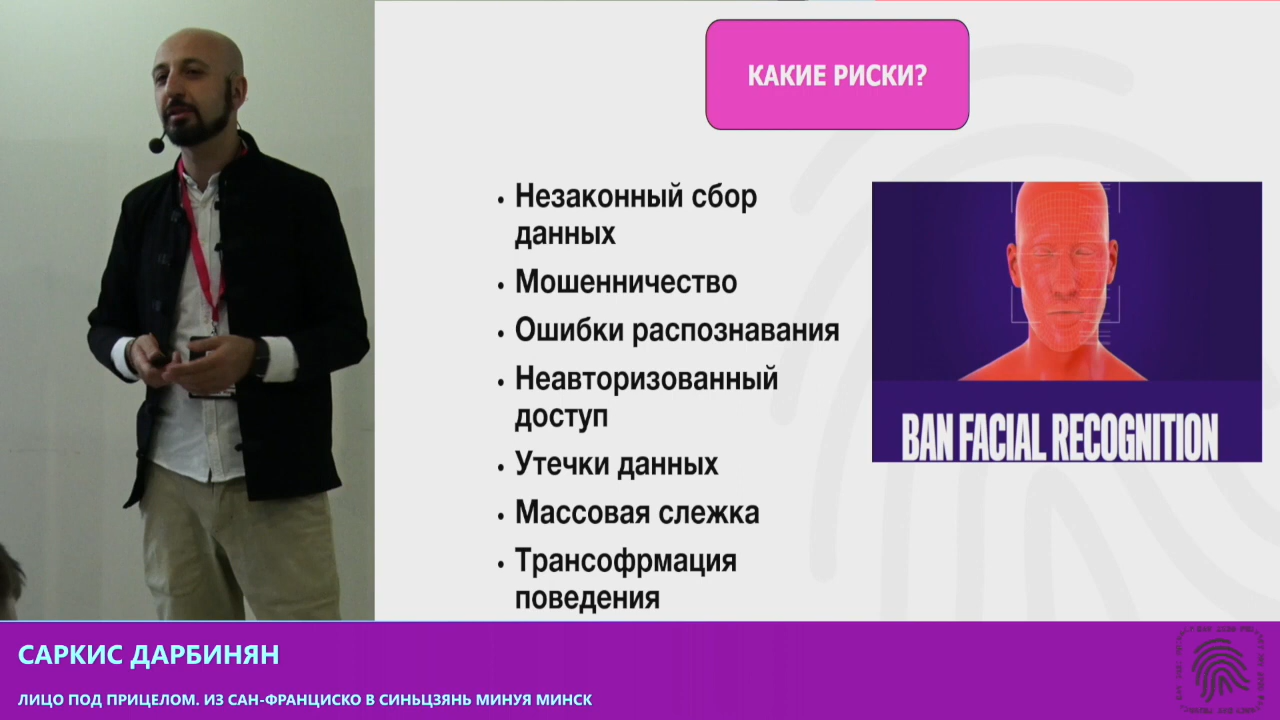 КАКИЕ РИСКИ?
• Незаконный сбор
данных
• Мошенничество
• Ошибки распознавания
• Неавторизованный
доступ
• Утечки данных
• Массовая слежка
• Трансофрмация
поведения
BAN FACIAL RECOGNITION
САРКИС ДАРБИНЯН
ЛИЦО ПОД ПРИЦЕЛОМ. ИЗ САН-ФРАНЦИСКО В СИНЬЦЗЯНЬ МИНУЯ МИНСК